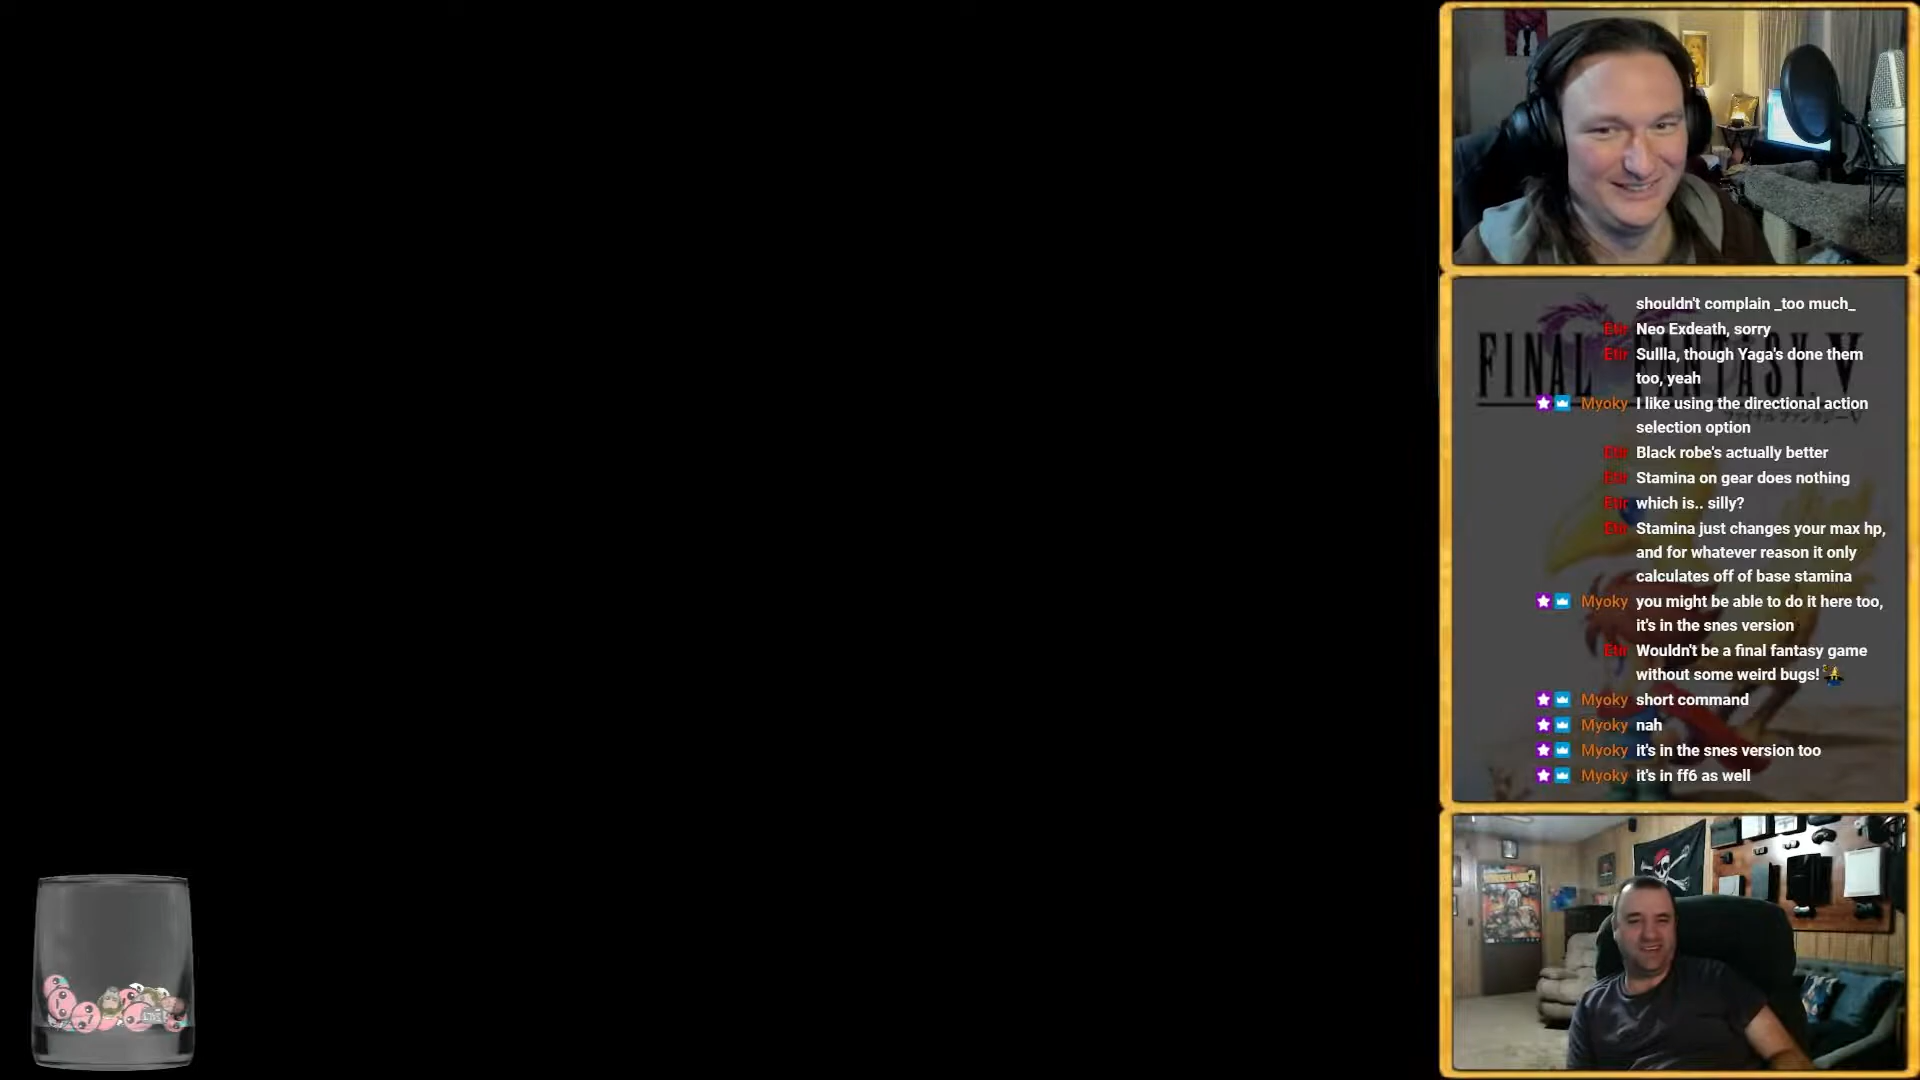 shouldn't complain _too much_
Etir Neo Exdeath, sorry
Etir Sullla, though Yaga's done them
too, yeah
Myoky I like using the directional action
selection option
Etir Black robe's actually better
Etir Stamina on gear does nothing
Etir which is.. silly?
Etir Stamina just changes your max hp,
and for whatever reason it only
calculates off of base stamina
Myoky you might be able to do it here too,
it's in the snes version
Etir Wouldn't be a final fantasy game
without some weird bugs!
Myoky short command
Myoky nah
Myoky it's in the snes version too
Myoky it's in ff6 as well
FINAL FANTASY V